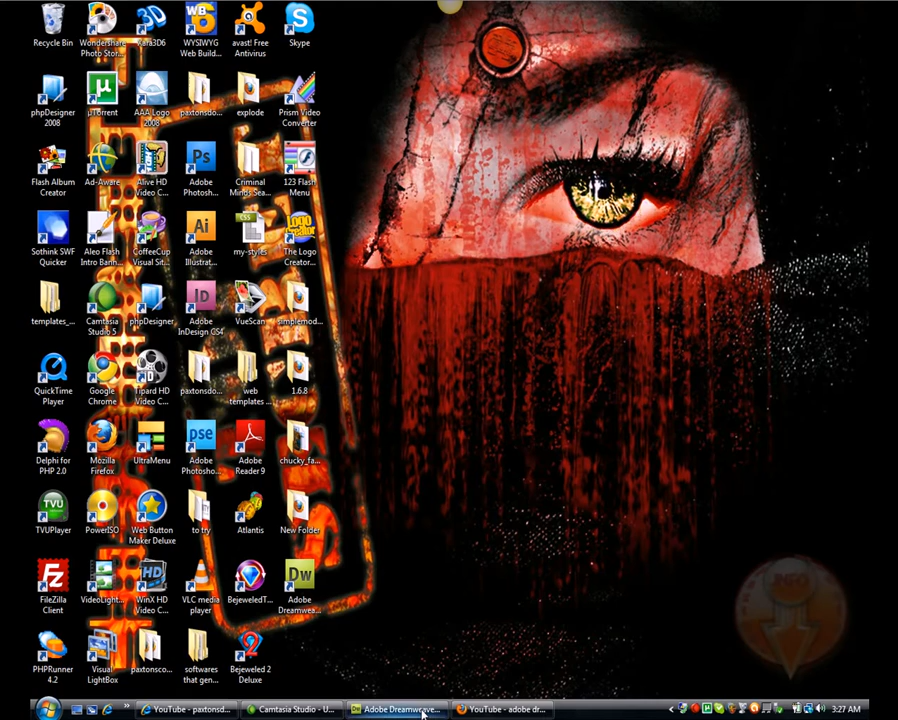 Recycle Bin
Wondershare
Photo Stor...
Xara3D6
WYSIWYG
Web Build...
avast! Free
Antivirus
Skype
phpDesigner
2008
µTorrent
AAA Logo
2008
paxtonsdo...
explode
Prism Video
Converter
Flash Album
Creator
Ad-Aware
Alive HD
Video C...
Adobe
Photosh...
Criminal
Minds Sea...
123 Flash
Menu
Sothink SWF
Quicker
Aleo Flash
Intro Bann...
CoffeeCup
Visual Sit...
Adobe
Illustrat...
my-styles
The Logo
Creator...
templates_...
Camtasia
Studio 5
phpDesigner
Adobe
InDesign CS4
VueScan
simplemod...
QuickTime
Player
Google
Chrome
Tipard HD
Video C...
paxtonsdo...
web
templates ...
1.6.8
Delphi for
PHP 2.0
Mozilla
Firefox
UltraMenu
Adobe
Photosho...
Adobe
Reader 9
chucky_fa...
TVUPlayer
PowerISO
Web Button
Maker Deluxe
to try
Atlantis
New Folder
FileZilla
Client
VideoLight...
WinX HD
Video C...
VLC media
player
BejeweledT...
Adobe
Dreamwea...
PHPRunner
4.2
Visual
LightBox
paxtonsco...
softwares
that gen...
Bejeweled 2
Deluxe
INFO
YouTube - paxtonsd...
Camtasia Studio - U...
Adobe Dreamweave...
YouTube - adobe dr...
3:27 AM